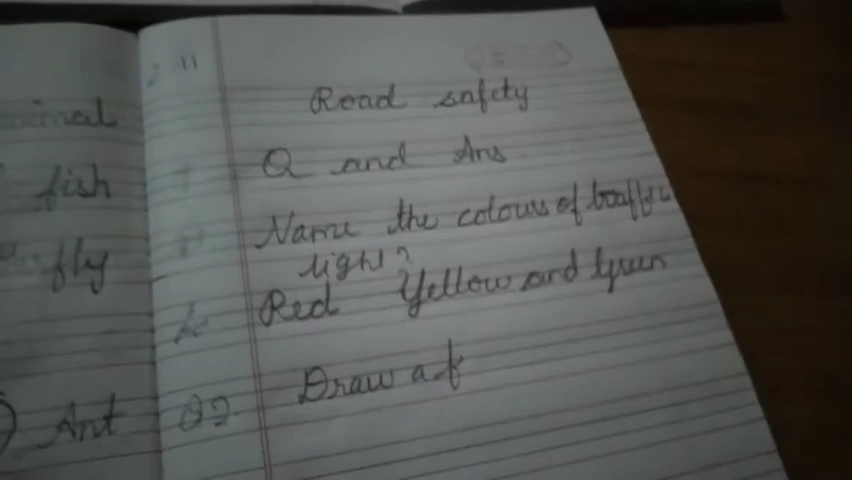 11
Road safety
Q and Ans
Name the colours of traffic
light?
Red Yellow and Green
Q2. Draw a t
fish
fly
Ant